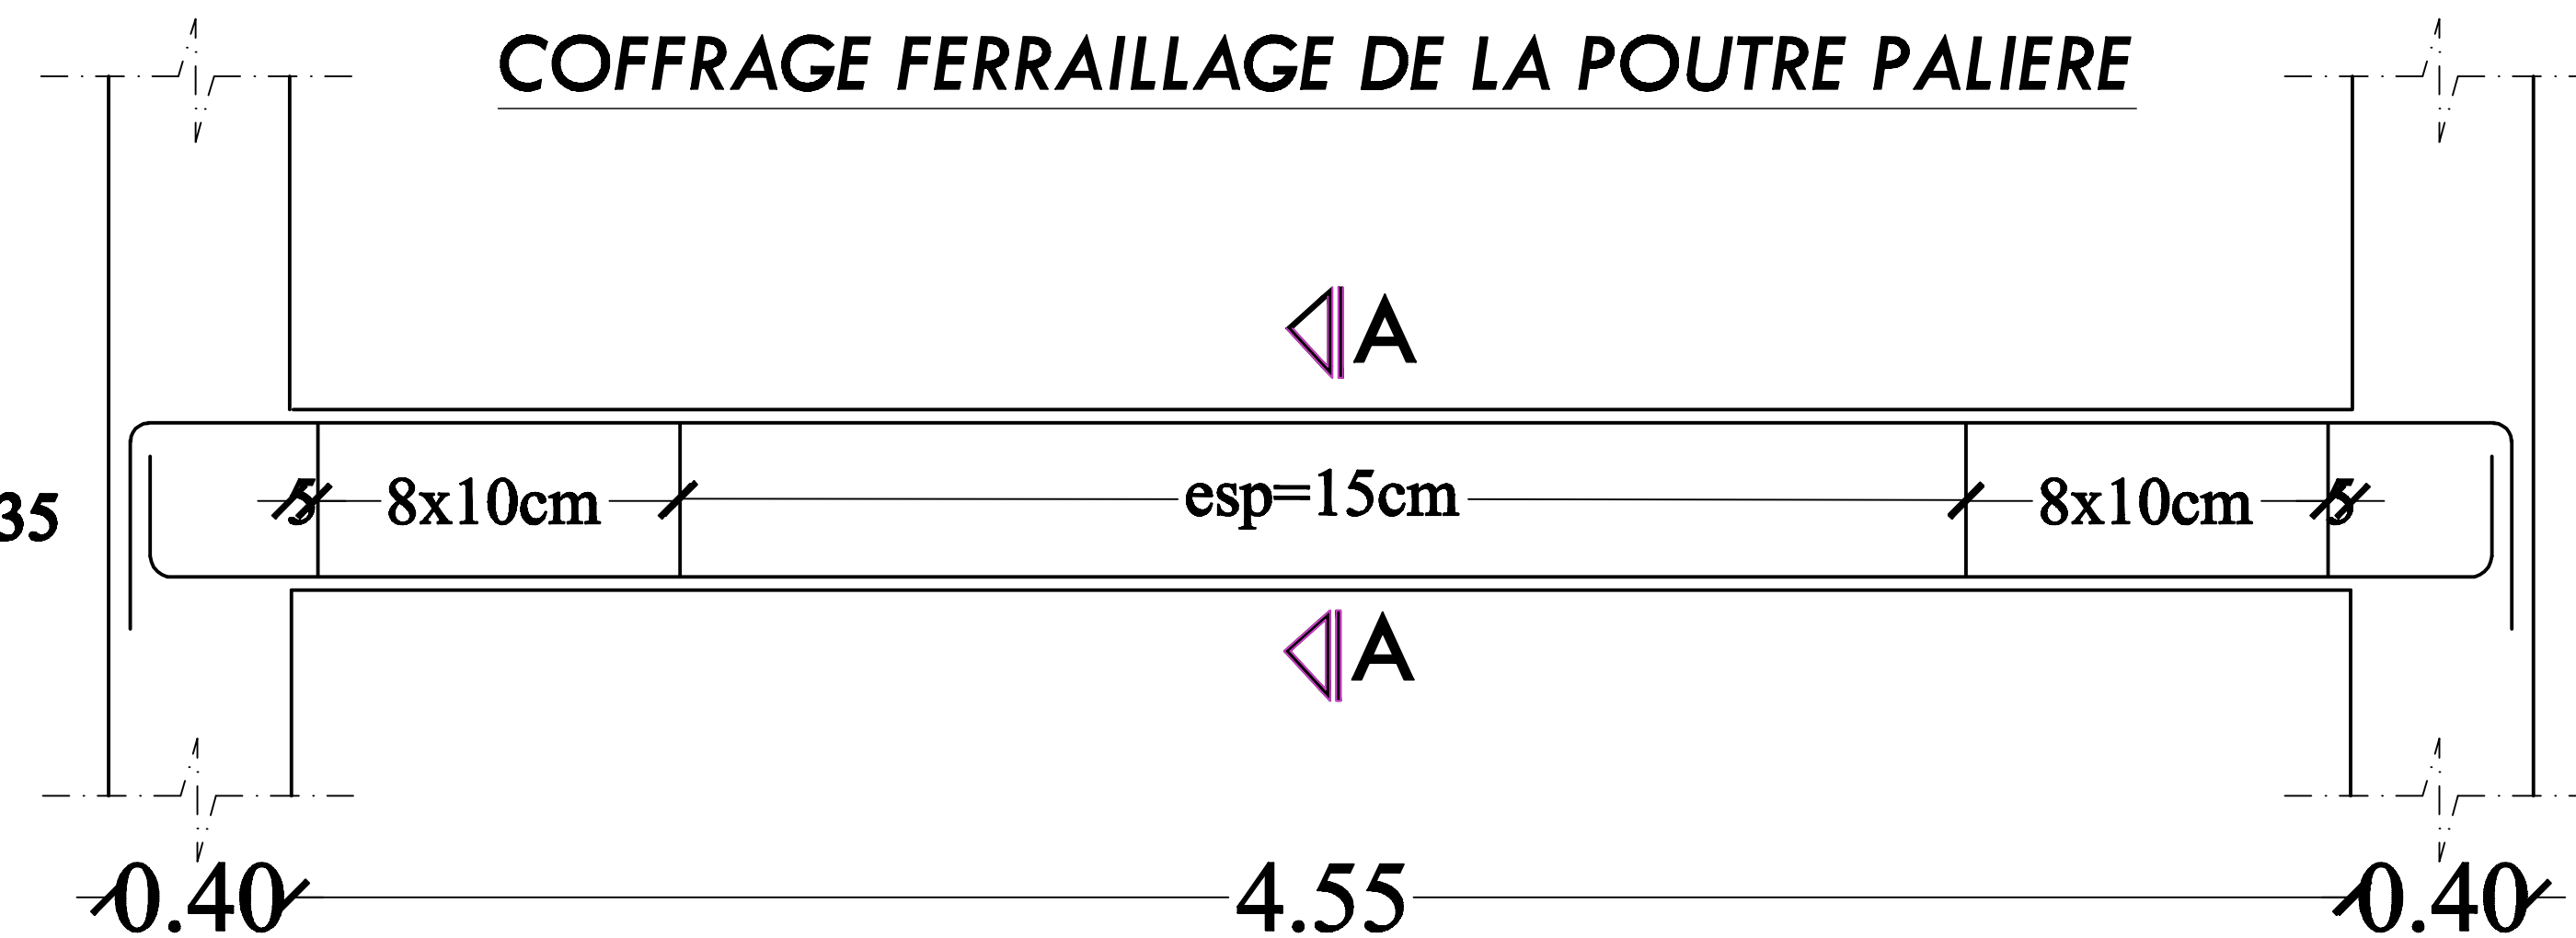 COFFRAGE FERRAILLAGE DE LA POUTRE PALIERE
A
35 5 8x10cm esp=15cm 8x10cm 5
A
0.40 4.55 0.40